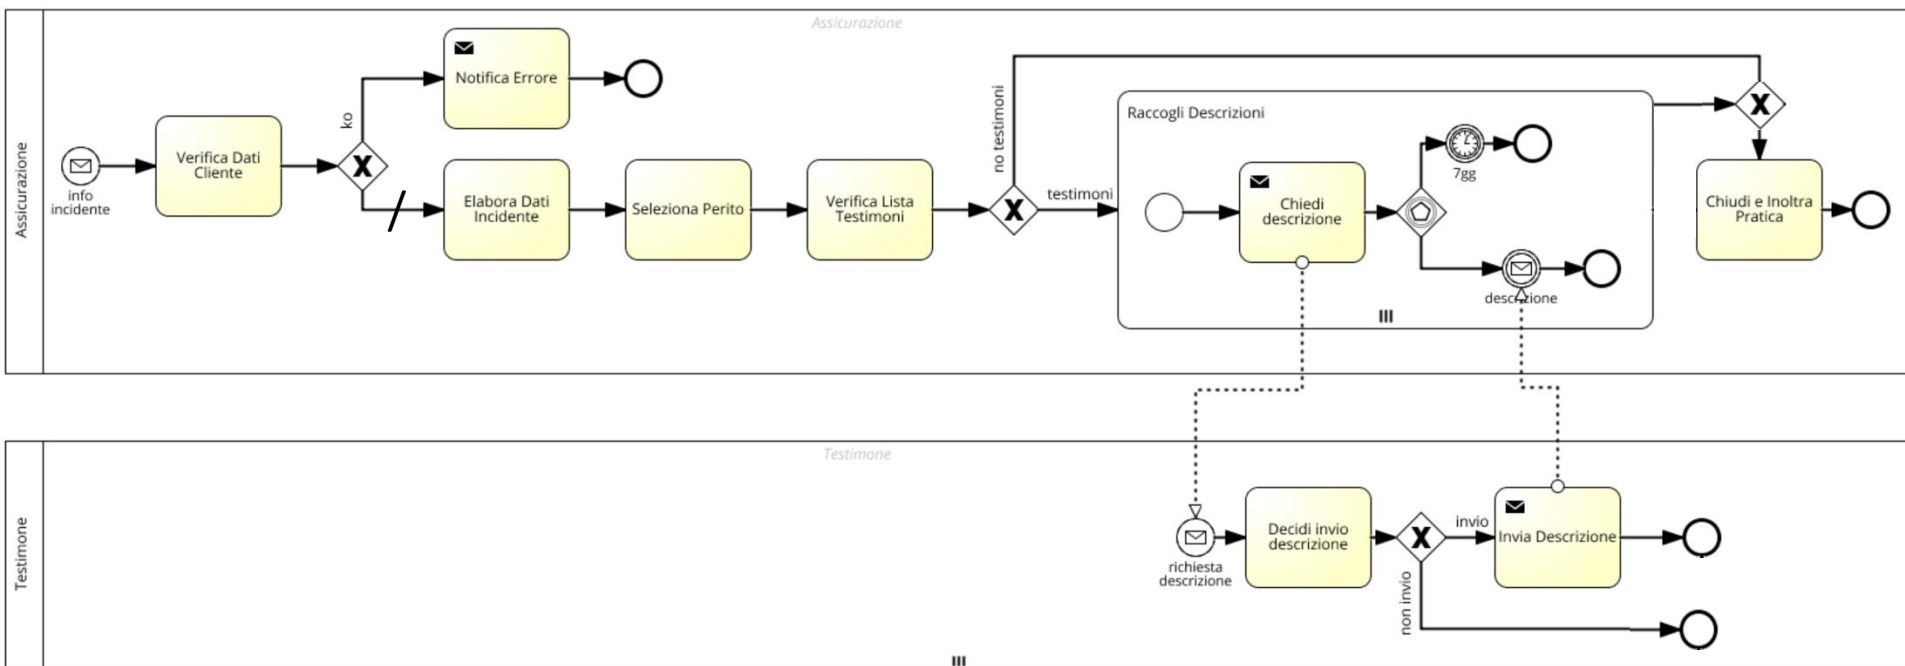 Assicurazione
Assicurazione
Notifica Errore
ko
Verifica Dati
Cliente
info
incidente
Elabora Dati
Incidente
Seleziona Perito
Verifica Lista
Testimoni
no testimoni
testimoni
Raccogli Descrizioni
Chiedi
descrizione
7gg
descrizione
Chiudi e Inoltra
Pratica
Testimone
Testimone
richiesta
descrizione
Decidi invio
descrizione
invio
non invio
Invia Descrizione